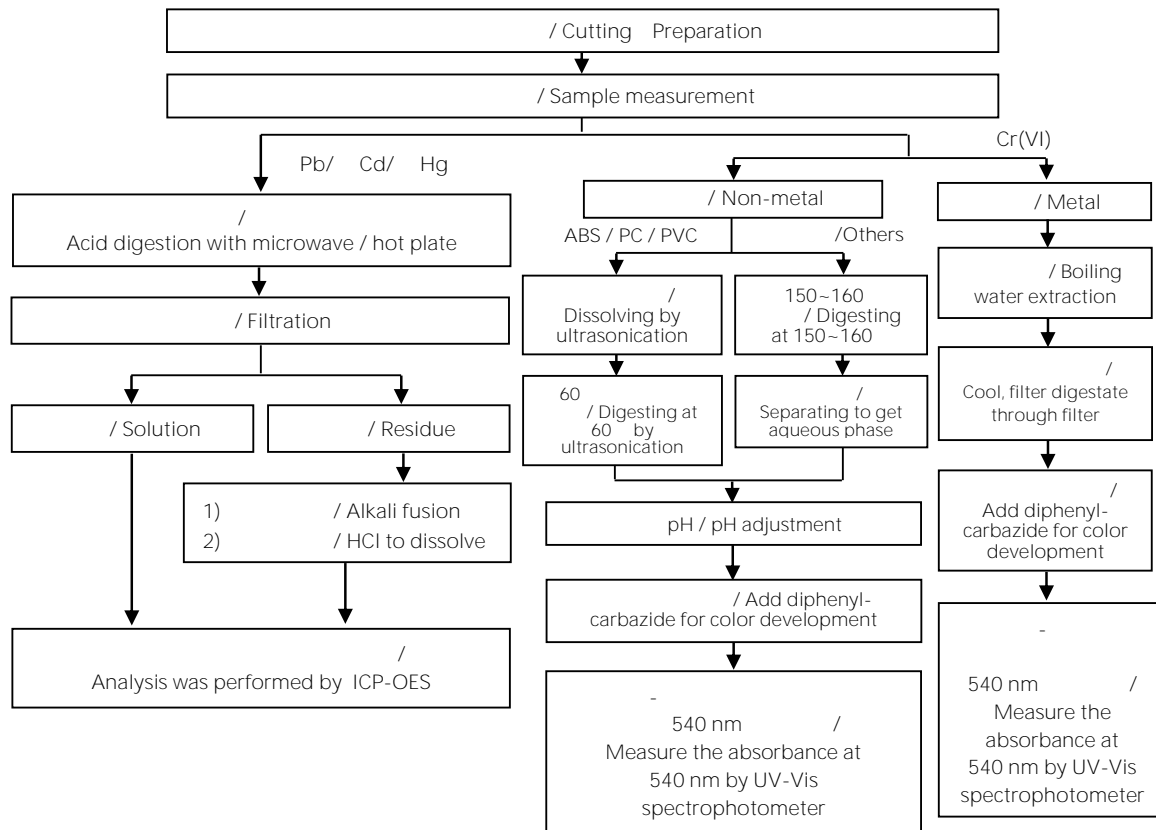 / Cutting Preparation
/ Sample measurement
Pb/ Cd/ Hg
Cr(VI)
/
Acid digestion with microwave / hot plate
/ Filtration
/ Solution
/ Residue
1) / Alkali fusion
2) / HCl to dissolve
/
Analysis was performed by ICP-OES
/ Non-metal
ABS / PC / PVC
/Others
/
Dissolving by
ultrasonication
150~160
/ Digesting
at 150~160
60
/ Digesting at
60 by
ultrasonication
/
Separating to get
aqueous phase
pH / pH adjustment
/ Add diphenyl-
carbazide for color development
-
540 nm /
Measure the absorbance at
540 nm by UV-Vis
spectrophotometer
/ Metal
/ Boiling
water extraction
/
Cool, filter digestate
through filter
/
Add diphenyl-
carbazide for color
development
-
540 nm /
Measure the
absorbance at
540 nm by UV-Vis
spectrophotometer